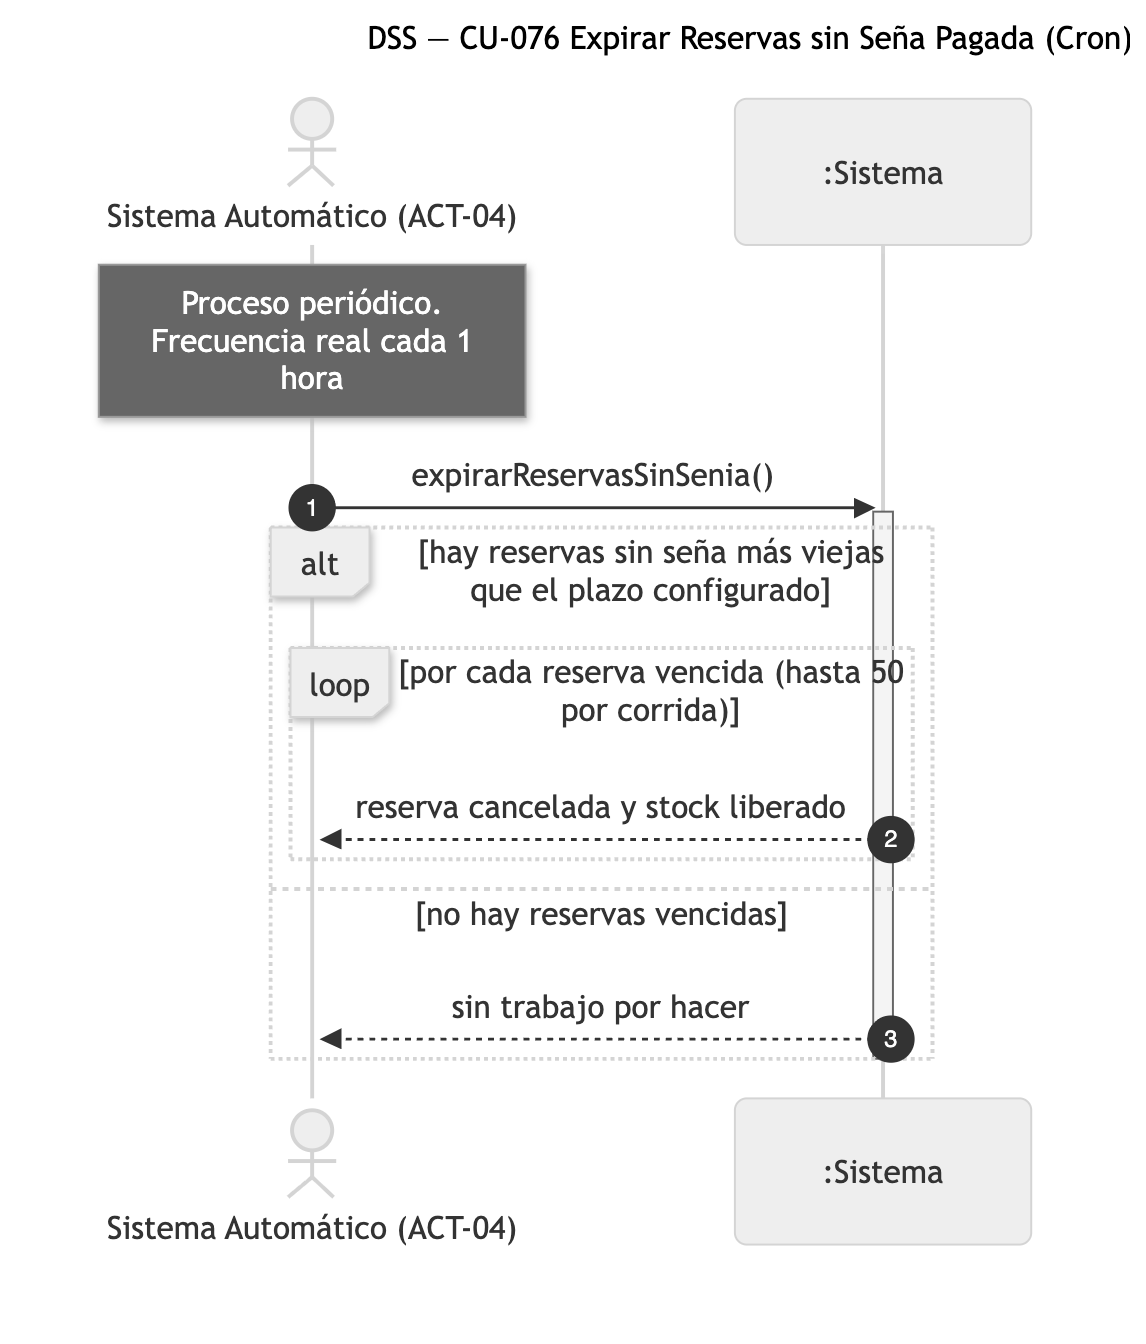 DSS — CU-076 Expirar Reservas sin Seña Pagada (Cron)
Sistema Automático (ACT-04)
:Sistema
Proceso periódico.
Frecuencia real cada 1
hora
expirarReservasSinSenia()
1
alt
[hay reservas sin seña más viejas
que el plazo configurado]
loop
[por cada reserva vencida (hasta 50
por corrida)]
reserva cancelada y stock liberado
2
[no hay reservas vencidas]
sin trabajo por hacer
3
Sistema Automático (ACT-04)
:Sistema